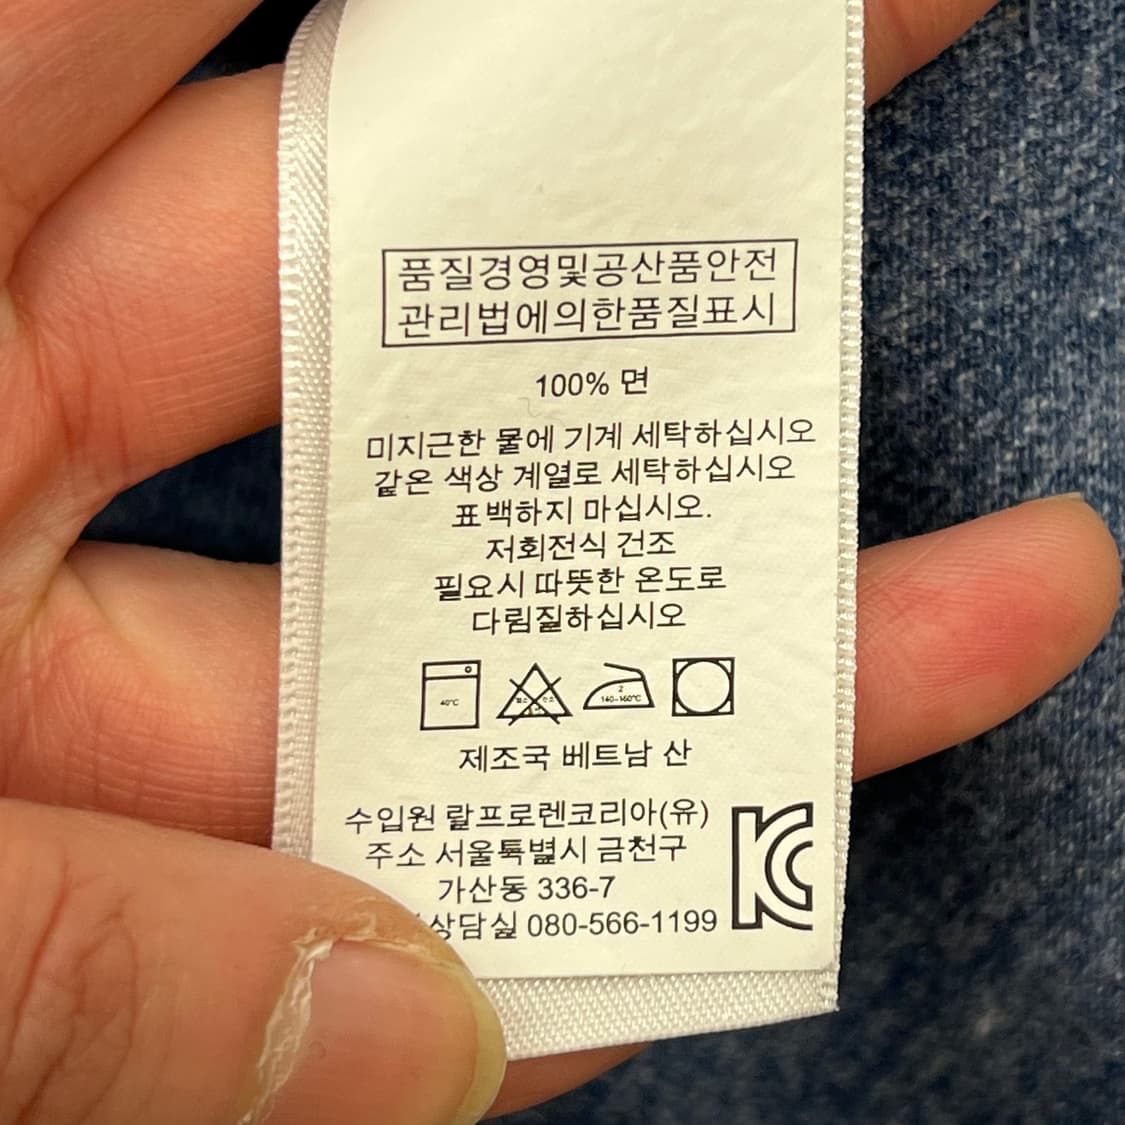 품질경영및공산품안전
관리법에의한품질표시
100% 면
미지근한 물에 기계 세탁하십시오
같은 색상 계열로 세탁하십시오
표백하지 마십시오.
저회전식 건조
필요시 따뜻한 온도로
다림질하십시오
40℃
2
140~160℃
제조국 베트남 산
수입원 랄프로렌코리아(유)
주소 서울특별시 금천구
가산동 336-7
상담실 080-566-1199